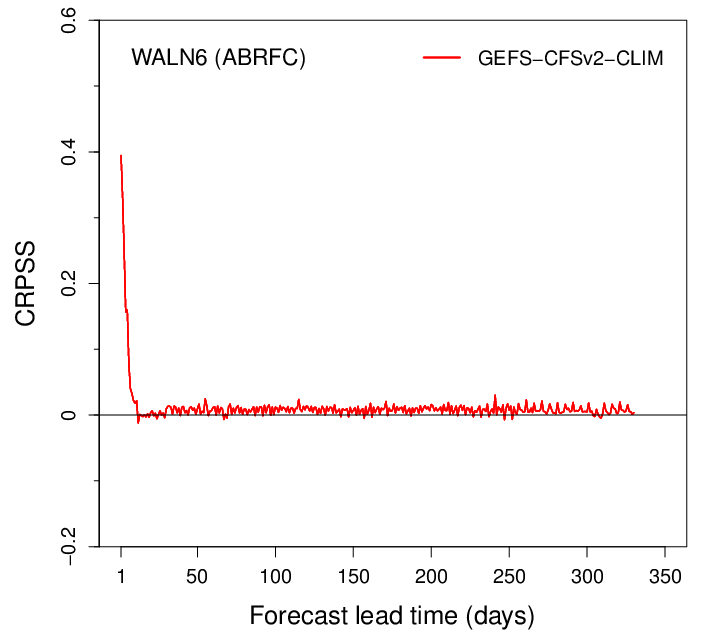 WALN6 (ABRFC)
GEFS−CFSv2−CLIM
CRPSS
0.6
0.4
0.2
0
−0.2
1 50 100 150 200 250 300 350
Forecast lead time (days)